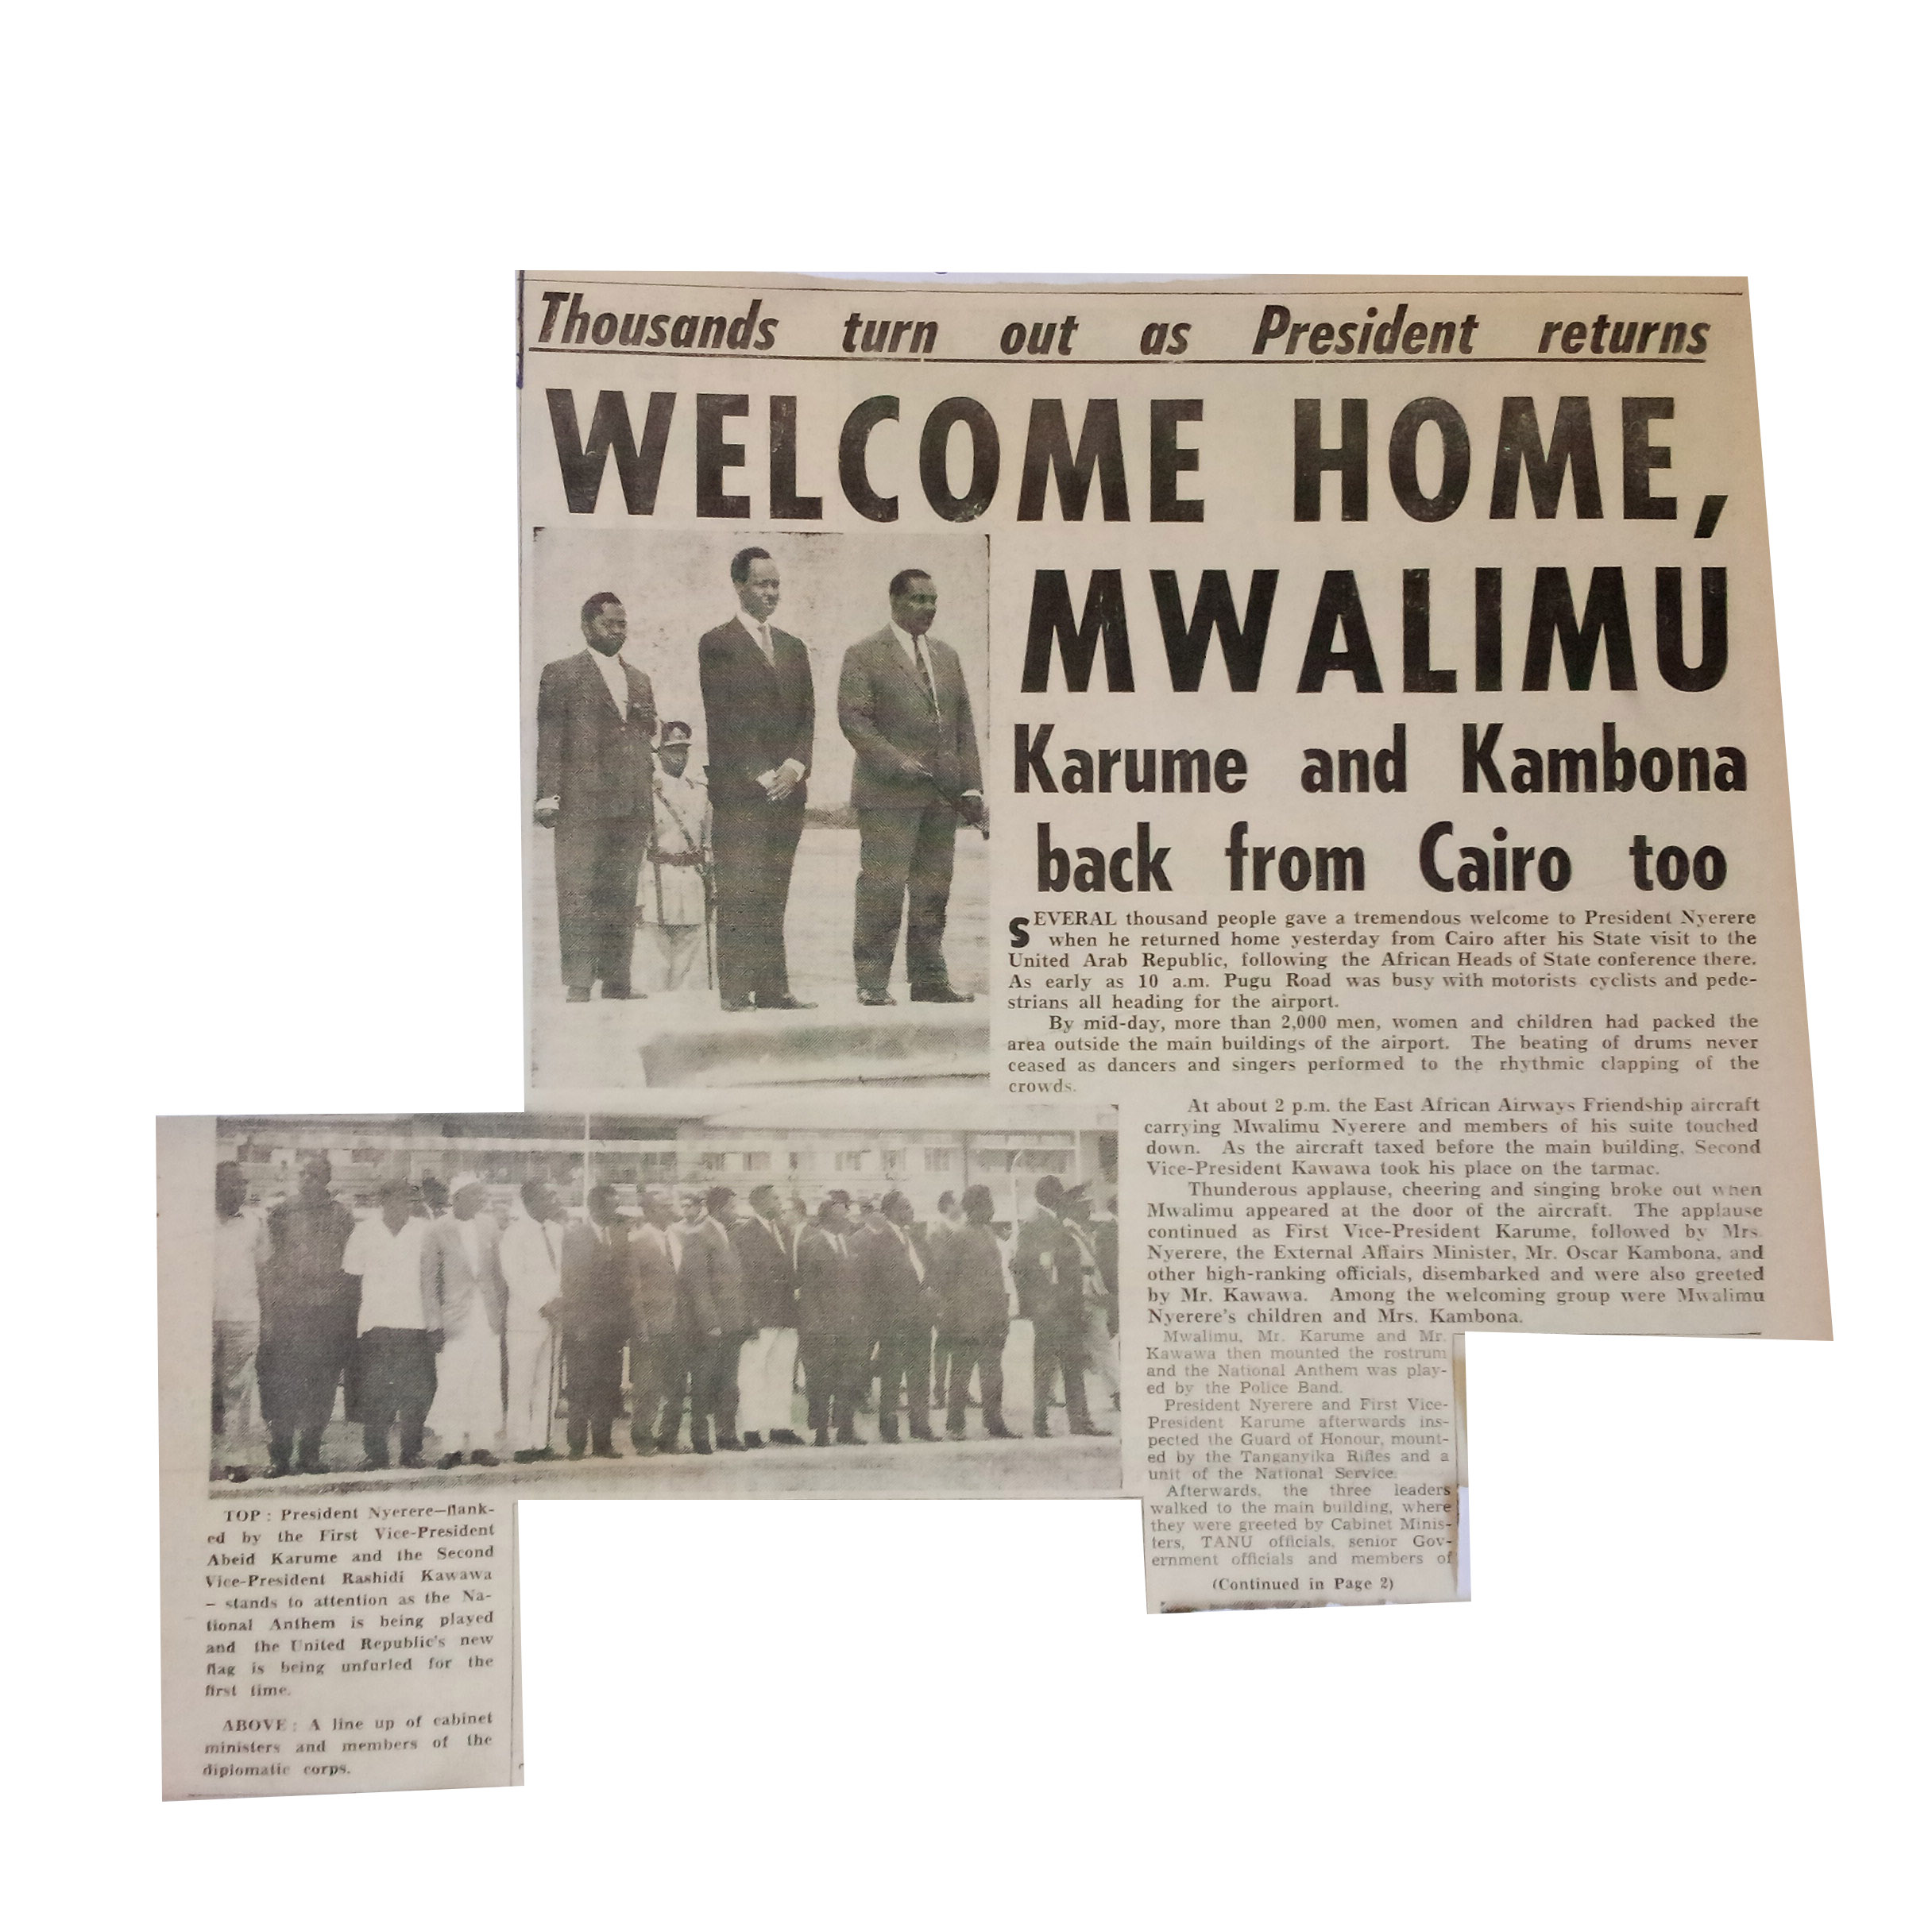 Thousands turn out as President returns
WELCOME HOME,
MWALIMU
Karume and Kambona
back from Cairo too
SEVERAL thousand people gave a tremendous welcome to President Nyerere
when he returned home yesterday from Cairo after his State visit to the
United Arab Republic, following the African Heads of State conference there.
As early as 10 a.m. Pugu Road was busy with motorists cyclists and pede-
strians all heading for the airport.
By mid-day, more than 2,000 men, women and children had packed the
area outside the main buildings of the airport. The beating of drums never
ceased as dancers and singers performed to the rhythmic clapping of the
crowds.
At about 2 p.m. the East African Airways Friendship aircraft
carrying Mwalimu Nyerere and members of his suite touched
down. As the aircraft taxed before the main building, Second
Vice-President Kawawa took his place on the tarmac.
Thunderous applause, cheering and singing broke out when
Mwalimu appeared at the door of the aircraft. The applause
continued as First Vice-President Karume, followed by Mrs.
Nyerere, the External Affairs Minister, Mr. Oscar Kambona, and
other high-ranking officials, disembarked and were also greeted
by Mr. Kawawa. Among the welcoming group were Mwalimu
Nyerere's children and Mrs. Kambona.
Mwalimu, Mr. Karume and Mr.
Kawawa then mounted the rostrum
and the National Anthem was play-
ed by the Police Band.
President Nyerere and First Vice-
President Karume afterwards ins-
pected the Guard of Honour, mount-
ed by the Tanganyika Rifles and a
unit of the National Service.
Afterwards, the three leaders
walked to the main building, where
they were greeted by Cabinet Minis-
ters, TANU officials, senior Gov-
ernment officials and members of
(Continued in Page 2)
TOP : President Nyerere—flank-
ed by the First Vice-President
Abeid Karume and the Second
Vice-President Rashidi Kawawa
– stands to attention as the Na-
tional Anthem is being played
and the United Republic's new
flag is being unfurled for the
first time.
ABOVE : A line up of cabinet
ministers and members of the
diplomatic corps.